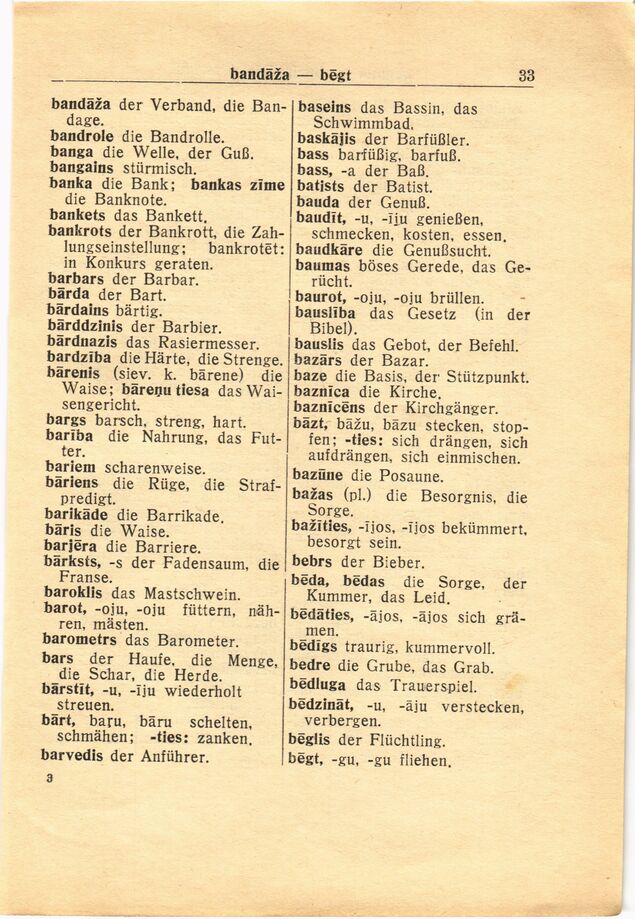 bandāža — bēgt 33
bandāža der Verband, die Ban-
dage.
bandrole die Bandrolle.
banga die Welle, der Guß.
bangains stürmisch.
banka die Bank; bankas zīme
die Banknote.
bankets das Bankett.
bankrots der Bankrott, die Zah-
lungseinstellung; bankrotēt:
in Konkurs geraten.
barbars der Barbar.
bārda der Bart.
bārdains bärtig.
bārddzinis der Barbier.
bārdnazis das Rasiermesser.
bardzība die Härte, die Strenge.
bārenis (siev. k. bārene) die
Waise; bāreņu tiesa das Wai-
sengericht.
bargs barsch, streng, hart.
barība die Nahrung, das Fut-
ter.
bariem scharenweise.
bāriens die Rüge, die Straf-
predigt.
barikāde die Barrikade.
bāris die Waise.
barjēra die Barriere.
bārksts, -s der Fadensaum, die
Franse.
baroklis das Mastschwein.
barot, -oju, -oju füttern, näh-
ren, mästen.
barometrs das Barometer.
bars der Haufe, die Menge,
die Schar, die Herde.
bārstīt, -u, -īju wiederholt
streuen.
bārt, baŗu, bāru schelten,
schmähen; -ties: zanken.
barvedis der Anführer.
3
baseins das Bassin, das
Schwimmbad.
baskājis der Barfüßler.
bass barfüßig, barfuß.
bass, -a der Baß.
batists der Batist.
bauda der Genuß.
baudīt, -u, -īju genießen,
schmecken, kosten, essen.
baudkāre die Genußsucht.
baumas böses Gerede, das Ge-
rücht.
baurot, -oju, -oju brüllen.
bauslība das Gesetz (in der
Bibel).
bauslis das Gebot, der Befehl.
bazārs der Bazar.
baze die Basis, der Stützpunkt.
baznīca die Kirche.
baznīcēns der Kirchgänger.
bāzt, bāžu, bāzu stecken, stop-
fen; -ties: sich drängen, sich
aufdrängen, sich einmischen.
bazūne die Posaune.
bažas (pl.) die Besorgnis, die
Sorge.
bažīties, -ījos, -ījos bekümmert,
besorgt sein.
bebrs der Bieber.
bēda, bēdas die Sorge, der
Kummer, das Leid.
bēdāties, -ājos, -ājos sich grä-
men.
bēdīgs traurig, kummervoll.
bedre die Grube, das Grab.
bēdluga das Trauerspiel.
bēdzināt, -u, -āju verstecken,
verbergen.
bēglis der Flüchtling.
bēgt, -gu, -gu fliehen.